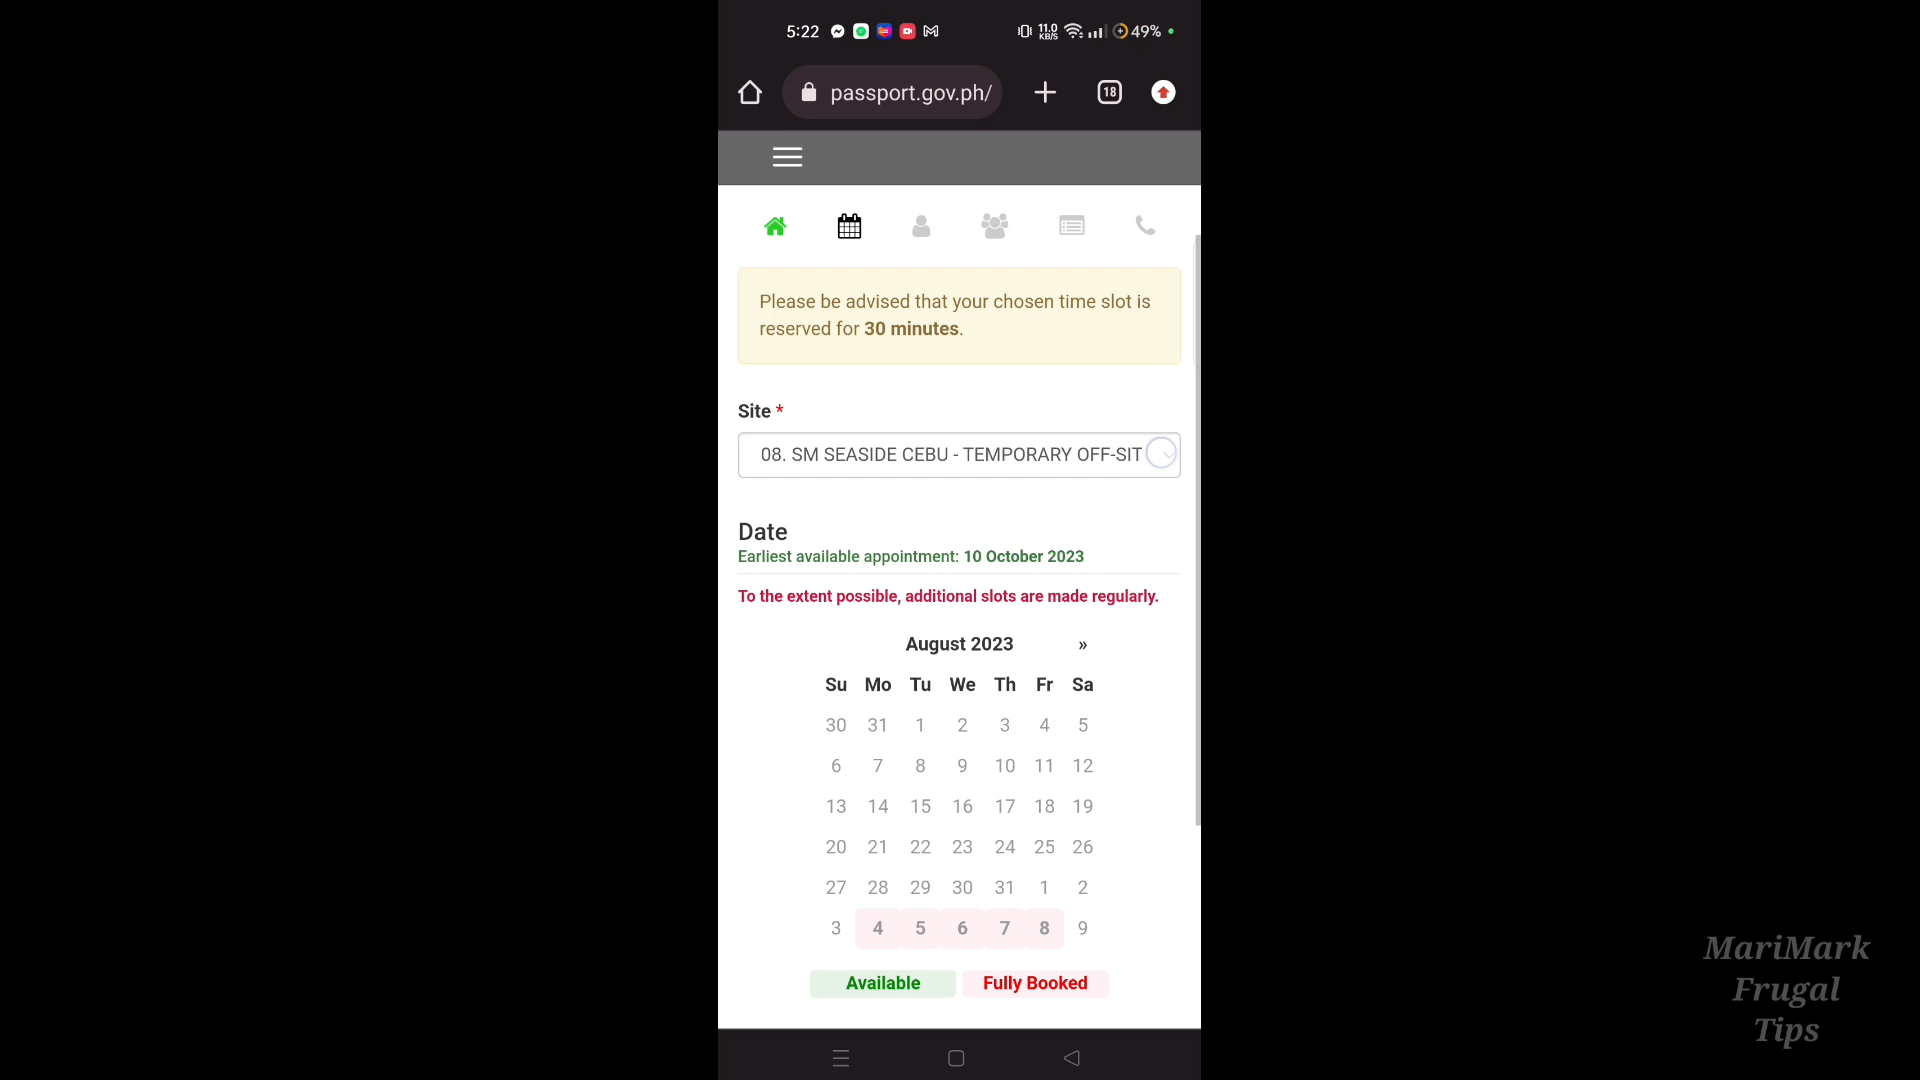 5:22 11.0 KB/S 49%
passport.gov.ph/ 18
Please be advised that your chosen time slot is
reserved for 30 minutes.
Site *
08. SM SEASIDE CEBU - TEMPORARY OFF-SIT
Date
Earliest available appointment: 10 October 2023
To the extent possible, additional slots are made regularly.
August 2023 »
Su Mo Tu We Th Fr Sa
30 31 1 2 3 4 5
6 7 8 9 10 11 12
13 14 15 16 17 18 19
20 21 22 23 24 25 26
27 28 29 30 31 1 2
3 4 5 6 7 8 9
Available Fully Booked
MariMark
Frugal
Tips